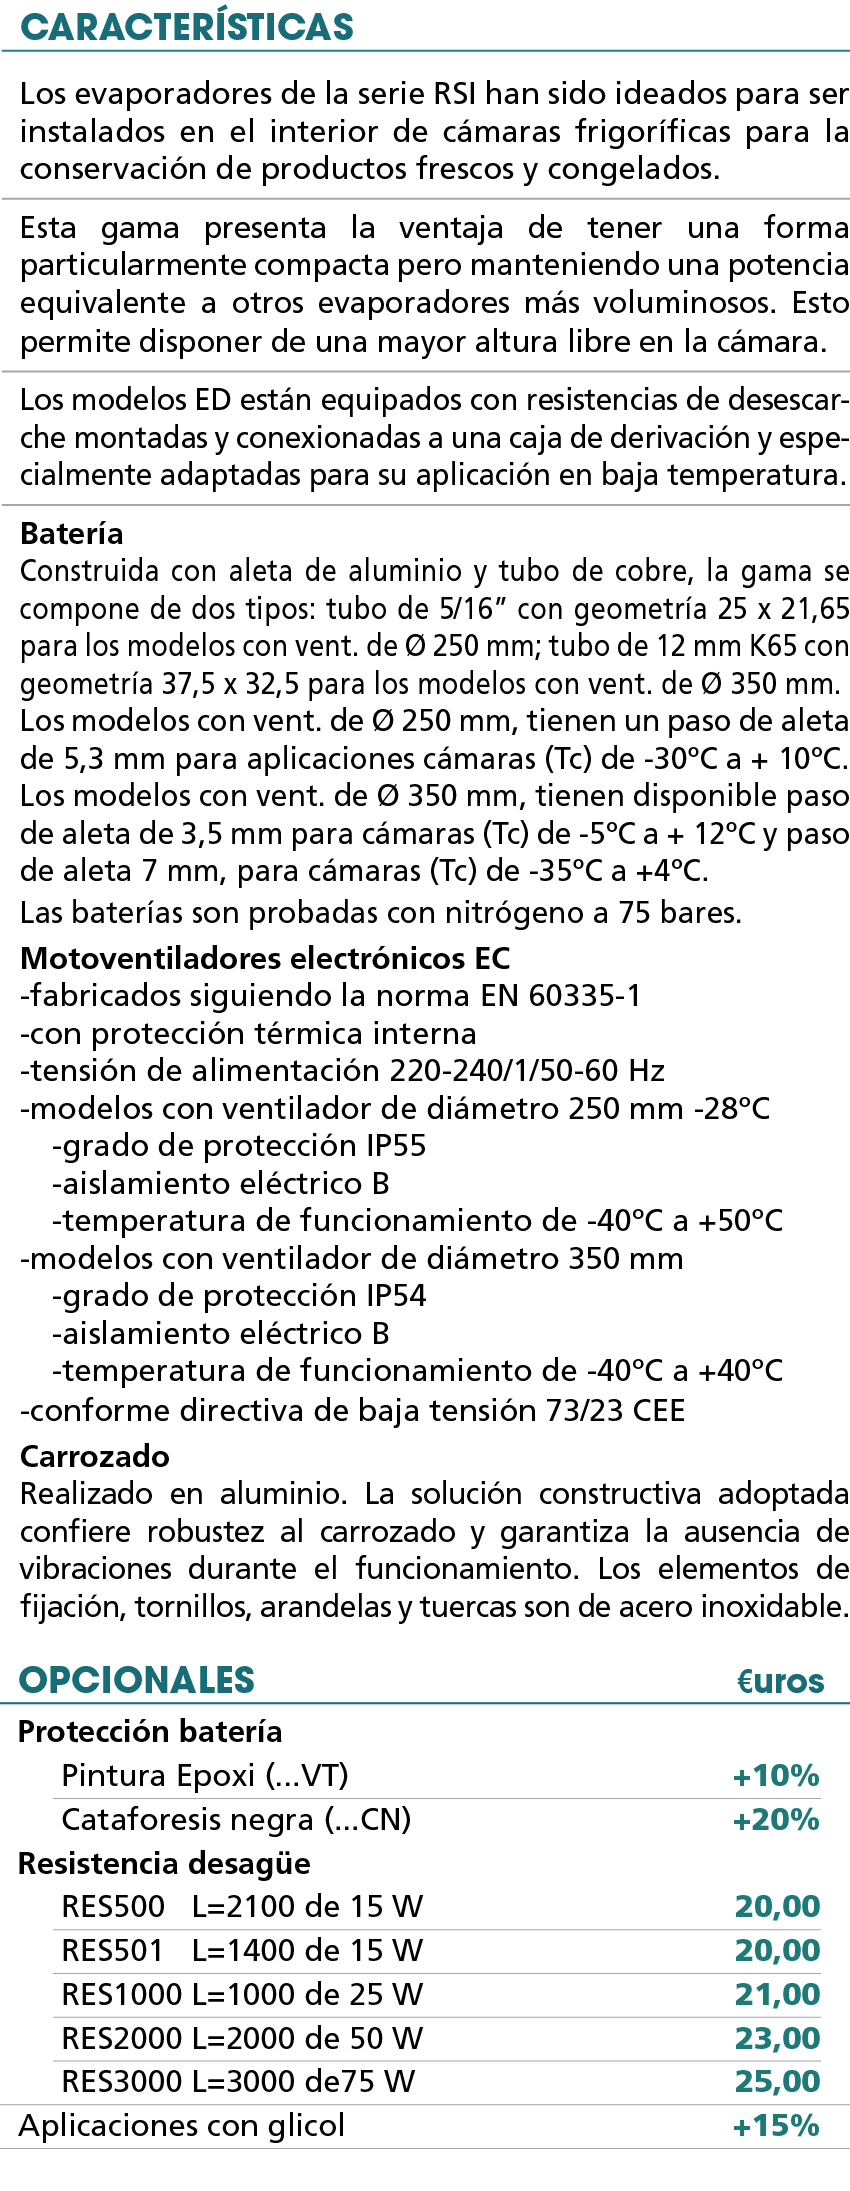 CARACTERÍSTICAS
Los evaporadores de la serie RSI han sido ideados para ser
instalados en el interior de cámaras frigoríficas para la
conservación de productos frescos y congelados.
Esta gama presenta la ventaja de tener una forma
particularmente compacta pero manteniendo una potencia
equivalente a otros evaporadores más voluminosos. Esto
permite disponer de una mayor altura libre en la cámara.
Los modelos ED están equipados con resistencias de desescar-
che montadas y conexionadas a una caja de derivación y espe-
cialmente adaptadas para su aplicación en baja temperatura.
Batería
Construida con aleta de aluminio y tubo de cobre, la gama se
compone de dos tipos: tubo de 5/16” con geometría 25 x 21,65
para los modelos con vent. de Ø 250 mm; tubo de 12 mm K65 con
geometría 37,5 x 32,5 para los modelos con vent. de Ø 350 mm.
Los modelos con vent. de Ø 250 mm, tienen un paso de aleta
de 5,3 mm para aplicaciones cámaras (Tc) de -30ºC a + 10ºC.
Los modelos con vent. de Ø 350 mm, tienen disponible paso
de aleta de 3,5 mm para cámaras (Tc) de -5ºC a + 12ºC y paso
de aleta 7 mm, para cámaras (Tc) de -35ºC a +4ºC.
Las baterías son probadas con nitrógeno a 75 bares.
Motoventiladores electrónicos EC
-fabricados siguiendo la norma EN 60335-1
-con protección térmica interna
-tensión de alimentación 220-240/1/50-60 Hz
-modelos con ventilador de diámetro 250 mm -28ºC
-grado de protección IP55
-aislamiento eléctrico B
-temperatura de funcionamiento de -40ºC a +50ºC
-modelos con ventilador de diámetro 350 mm
-grado de protección IP54
-aislamiento eléctrico B
-temperatura de funcionamiento de -40ºC a +40ºC
-conforme directiva de baja tensión 73/23 CEE
Carrozado
Realizado en aluminio. La solución constructiva adoptada
confiere robustez al carrozado y garantiza la ausencia de
vibraciones durante el funcionamiento. Los elementos de
fijación, tornillos, arandelas y tuercas son de acero inoxidable.
OPCIONALES €uros
Protección batería
Pintura Epoxi (...VT) +10%
Cataforesis negra (...CN) +20%
Resistencia desagüe
RES500 L=2100 de 15 W 20,00
RES501 L=1400 de 15 W 20,00
RES1000 L=1000 de 25 W 21,00
RES2000 L=2000 de 50 W 23,00
RES3000 L=3000 de75 W 25,00
Aplicaciones con glicol +15%